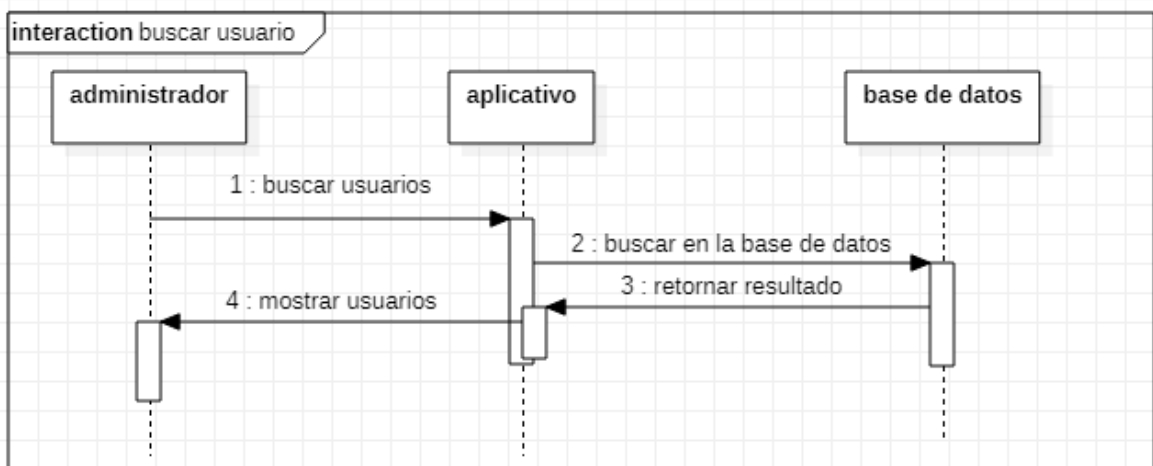 interaction buscar usuario
administrador
aplicativo
base de datos
1 : buscar usuarios
2 : buscar en la base de datos
3 : retornar resultado
4 : mostrar usuarios